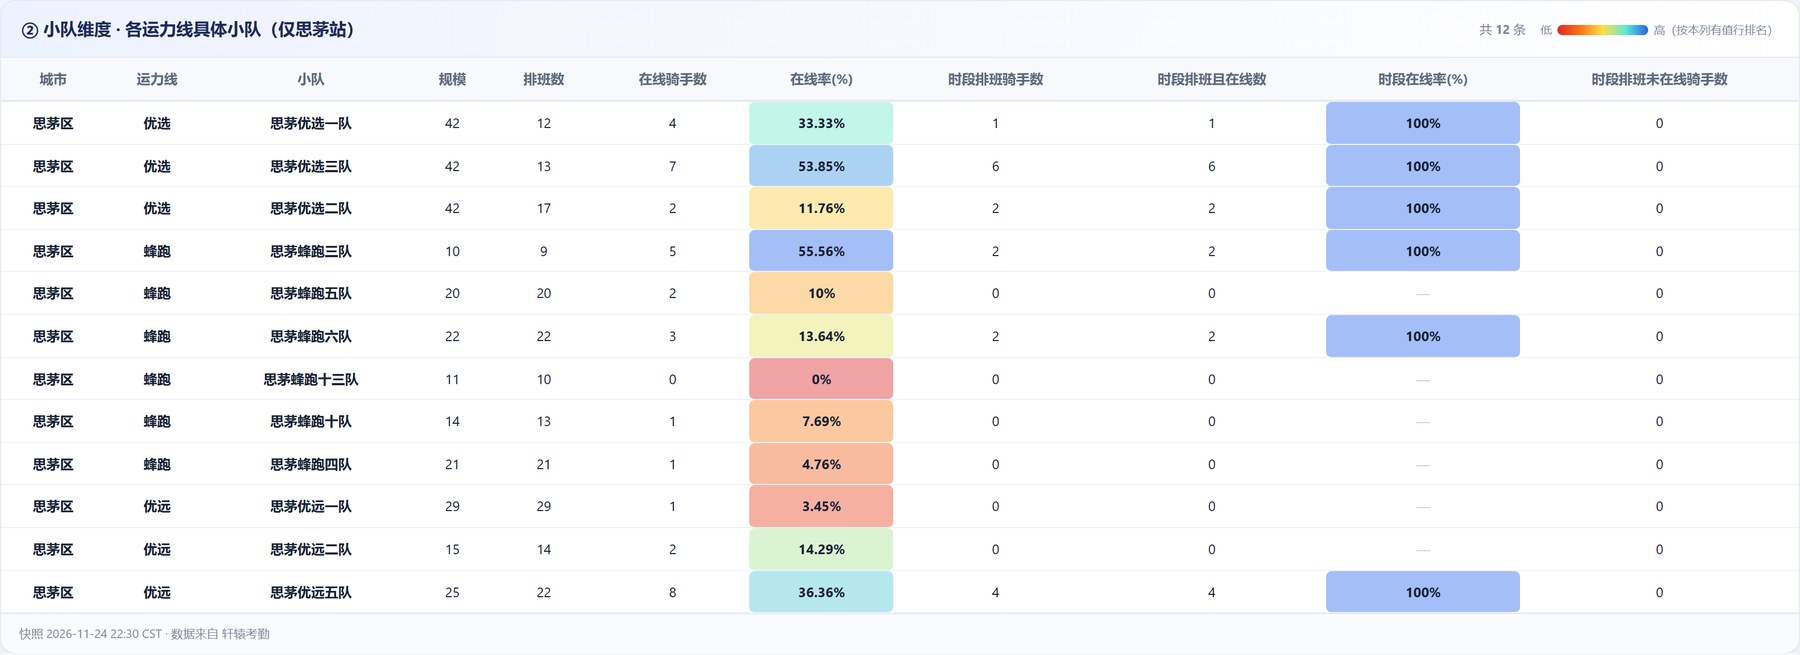 ② 小队维度 · 各运力线具体小队（仅思茅站）
共 12 条 低 高 (按本列有值行排名)
城市 运力线 小队 规模 排班数 在线骑手数 在线率(%) 时段排班骑手数 时段排班且在线数 时段在线率(%) 时段排班未在线骑手数
思茅区 优选 思茅优选一队 42 12 4 33.33% 1 1 100% 0
思茅区 优选 思茅优选三队 42 13 7 53.85% 6 6 100% 0
思茅区 优选 思茅优选二队 42 17 2 11.76% 2 2 100% 0
思茅区 蜂跑 思茅蜂跑三队 10 9 5 55.56% 2 2 100% 0
思茅区 蜂跑 思茅蜂跑五队 20 20 2 10% 0 0 — 0
思茅区 蜂跑 思茅蜂跑六队 22 22 3 13.64% 2 2 100% 0
思茅区 蜂跑 思茅蜂跑十三队 11 10 0 0% 0 0 — 0
思茅区 蜂跑 思茅蜂跑十队 14 13 1 7.69% 0 0 — 0
思茅区 蜂跑 思茅蜂跑四队 21 21 1 4.76% 0 0 — 0
思茅区 优远 思茅优远一队 29 29 1 3.45% 0 0 — 0
思茅区 优远 思茅优远二队 15 14 2 14.29% 0 0 — 0
思茅区 优远 思茅优远五队 25 22 8 36.36% 4 4 100% 0
快照 2026-11-24 22:30 CST · 数据来自 轩辕考勤